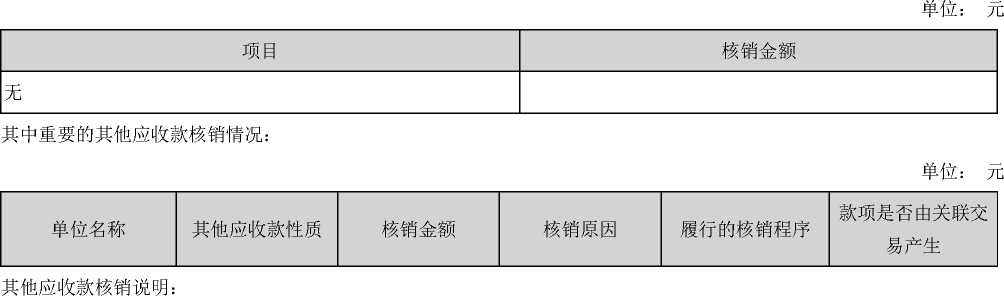 单位： 元
项目 核销金额
无
其中重要的其他应收款核销情况：
单位： 元
单位名称 其他应收款性质 核销金额 核销原因 履行的核销程序 款项是否由关联交
易产生
其他应收款核销说明：